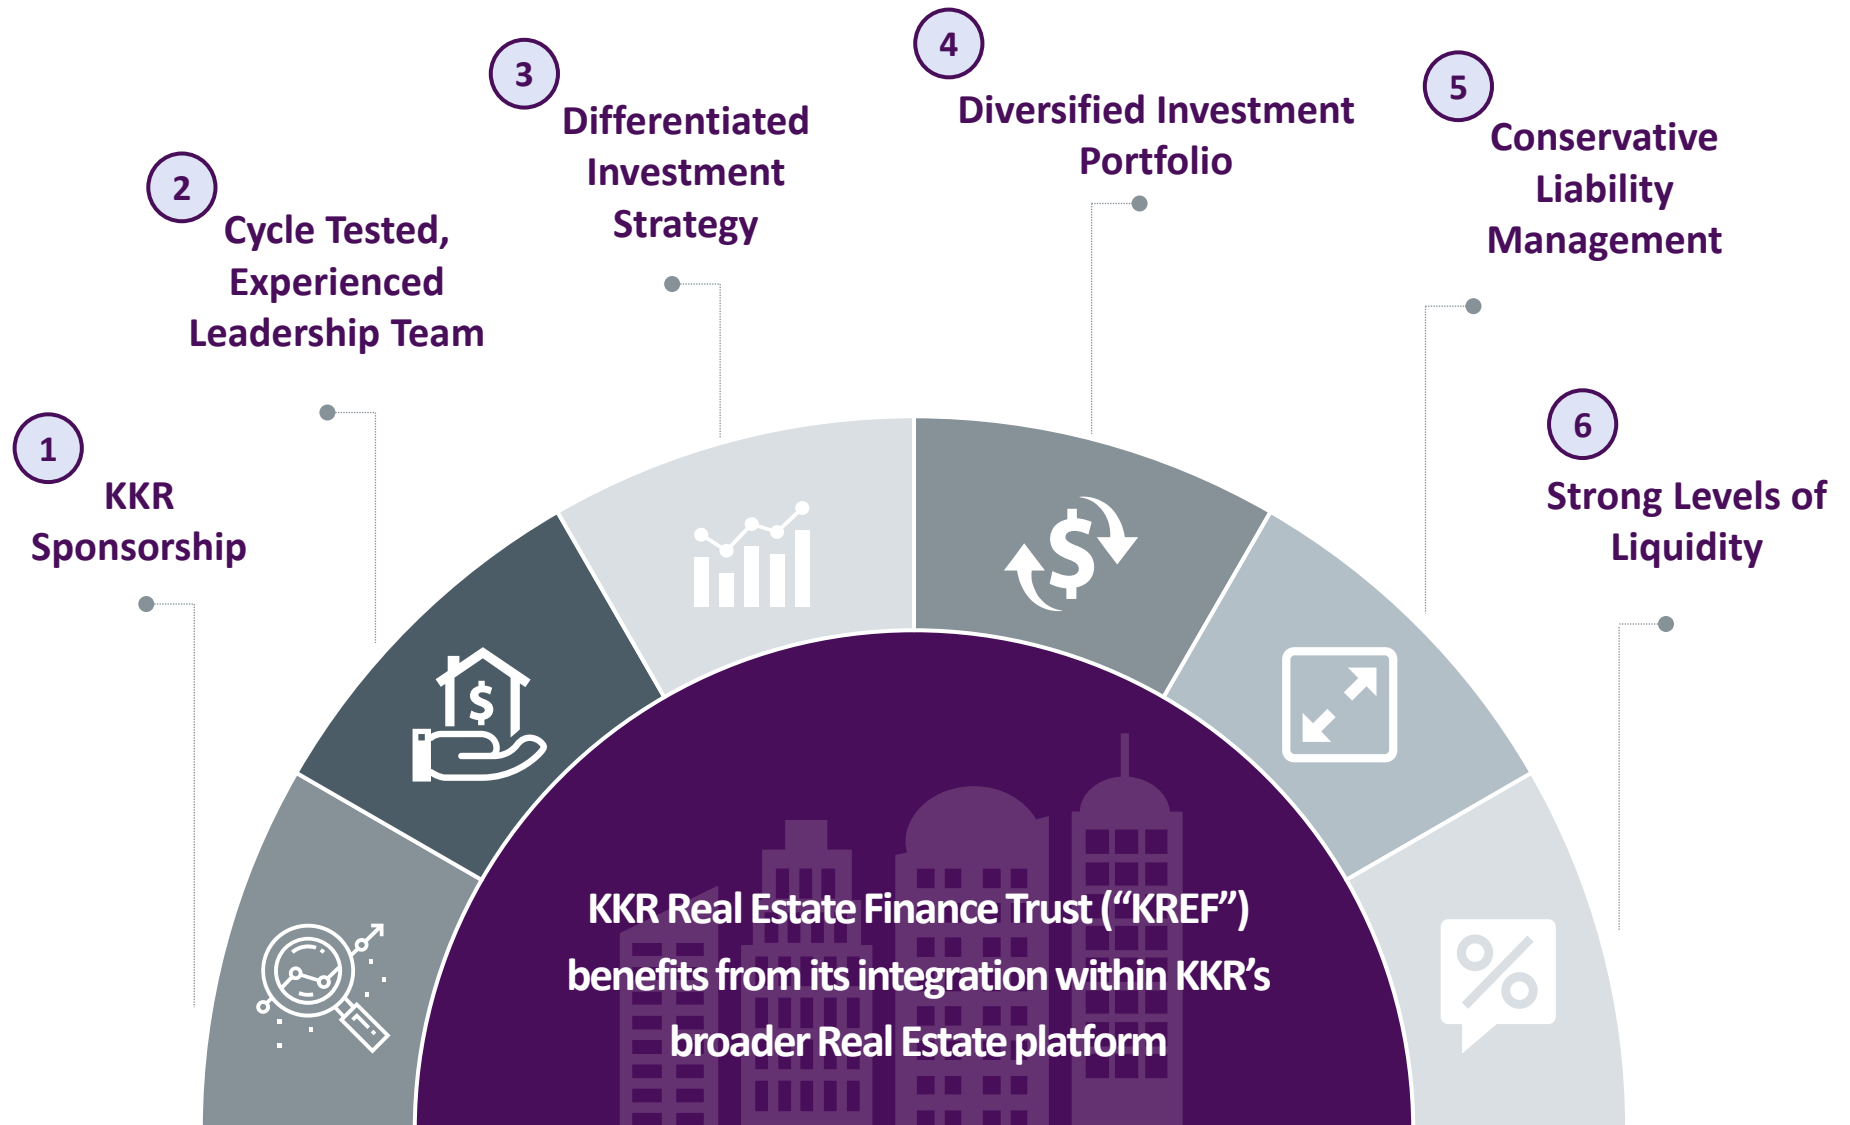 1
KKR
Sponsorship
2
Cycle Tested,
Experienced
Leadership Team
3
Differentiated
Investment
Strategy
4
Diversified Investment
Portfolio
5
Conservative
Liability
Management
6
Strong Levels of
Liquidity
$
$
%
KKR Real Estate Finance Trust (“KREF”)
benefits from its integration within KKR’s
broader Real Estate platform